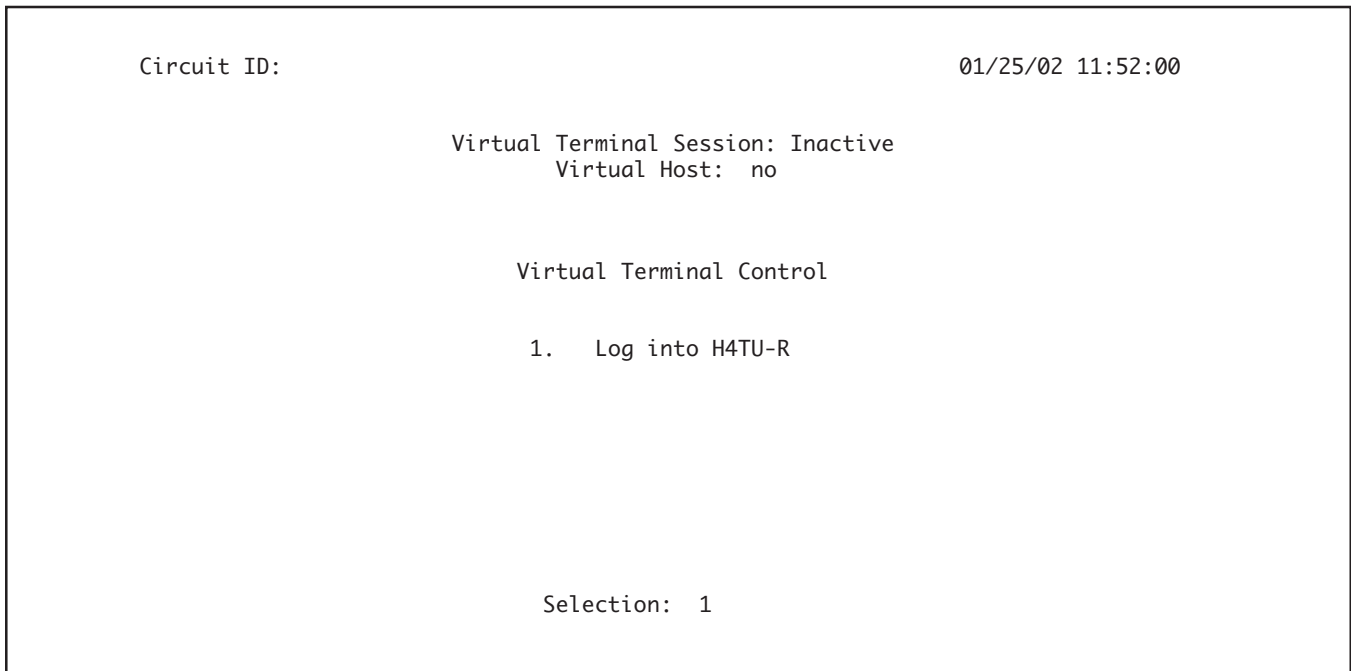 Circuit ID: 01/25/02 11:52:00
Virtual Terminal Session: Inactive
Virtual Host: no
Virtual Terminal Control
1. Log into H4TU-R
Selection: 1